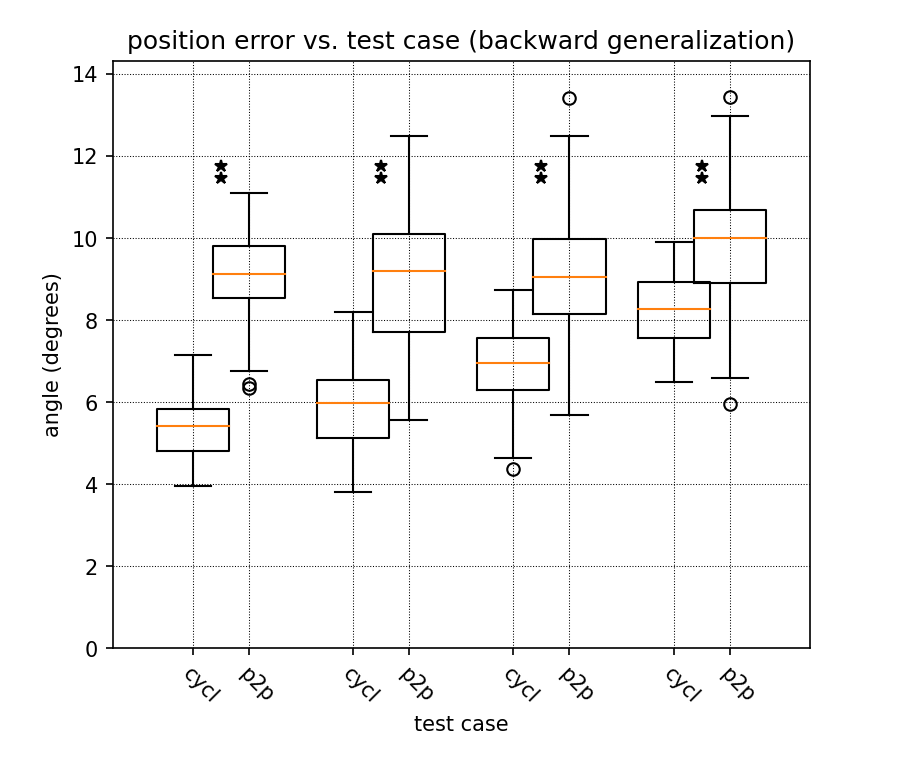 position error vs. test case (backward generalization)
14
12
10
8
6
4
2
0
angle (degrees)
cycl p2p cycl p2p cycl p2p cycl p2p
test case